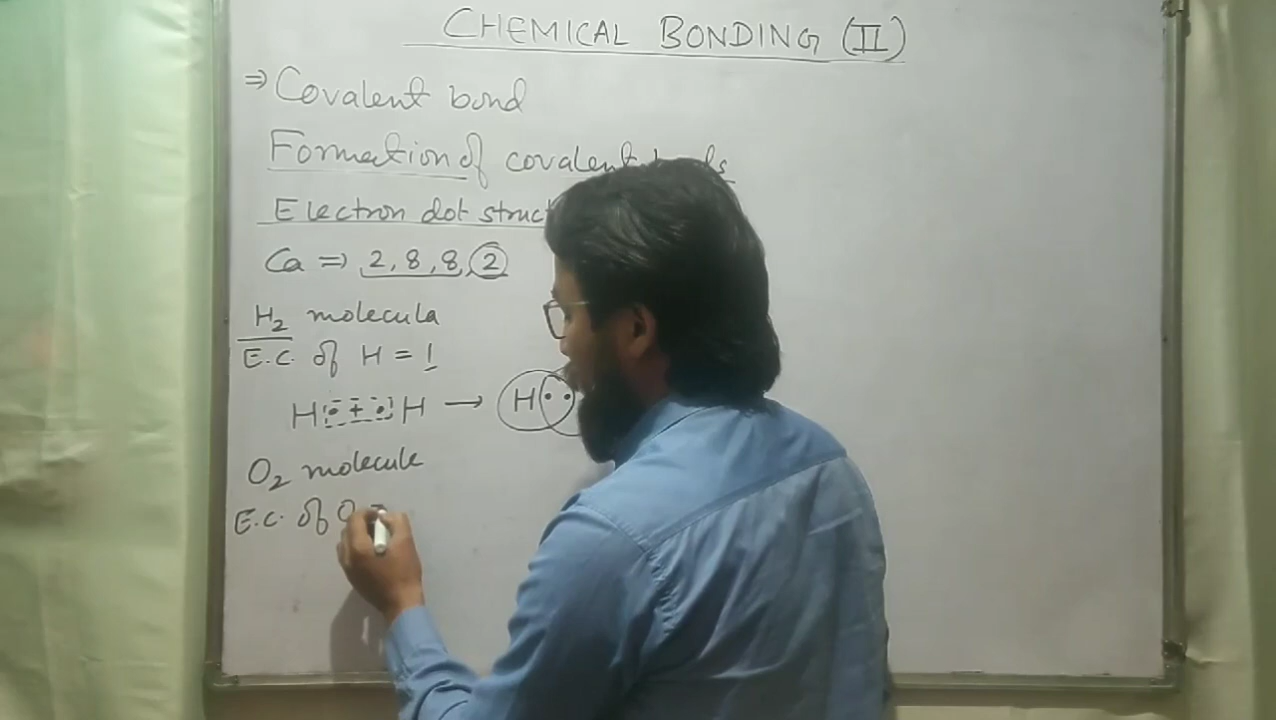 CHEMICAL BONDING (II)
⇒ Covalent bond
Formation of covalent
Electron dot struct
Ca ⇒ 2, 8, 8, 2
H2 molecula
E.C. of H = 1
H • + • H → H ••
O2 molecule
E.C. of O